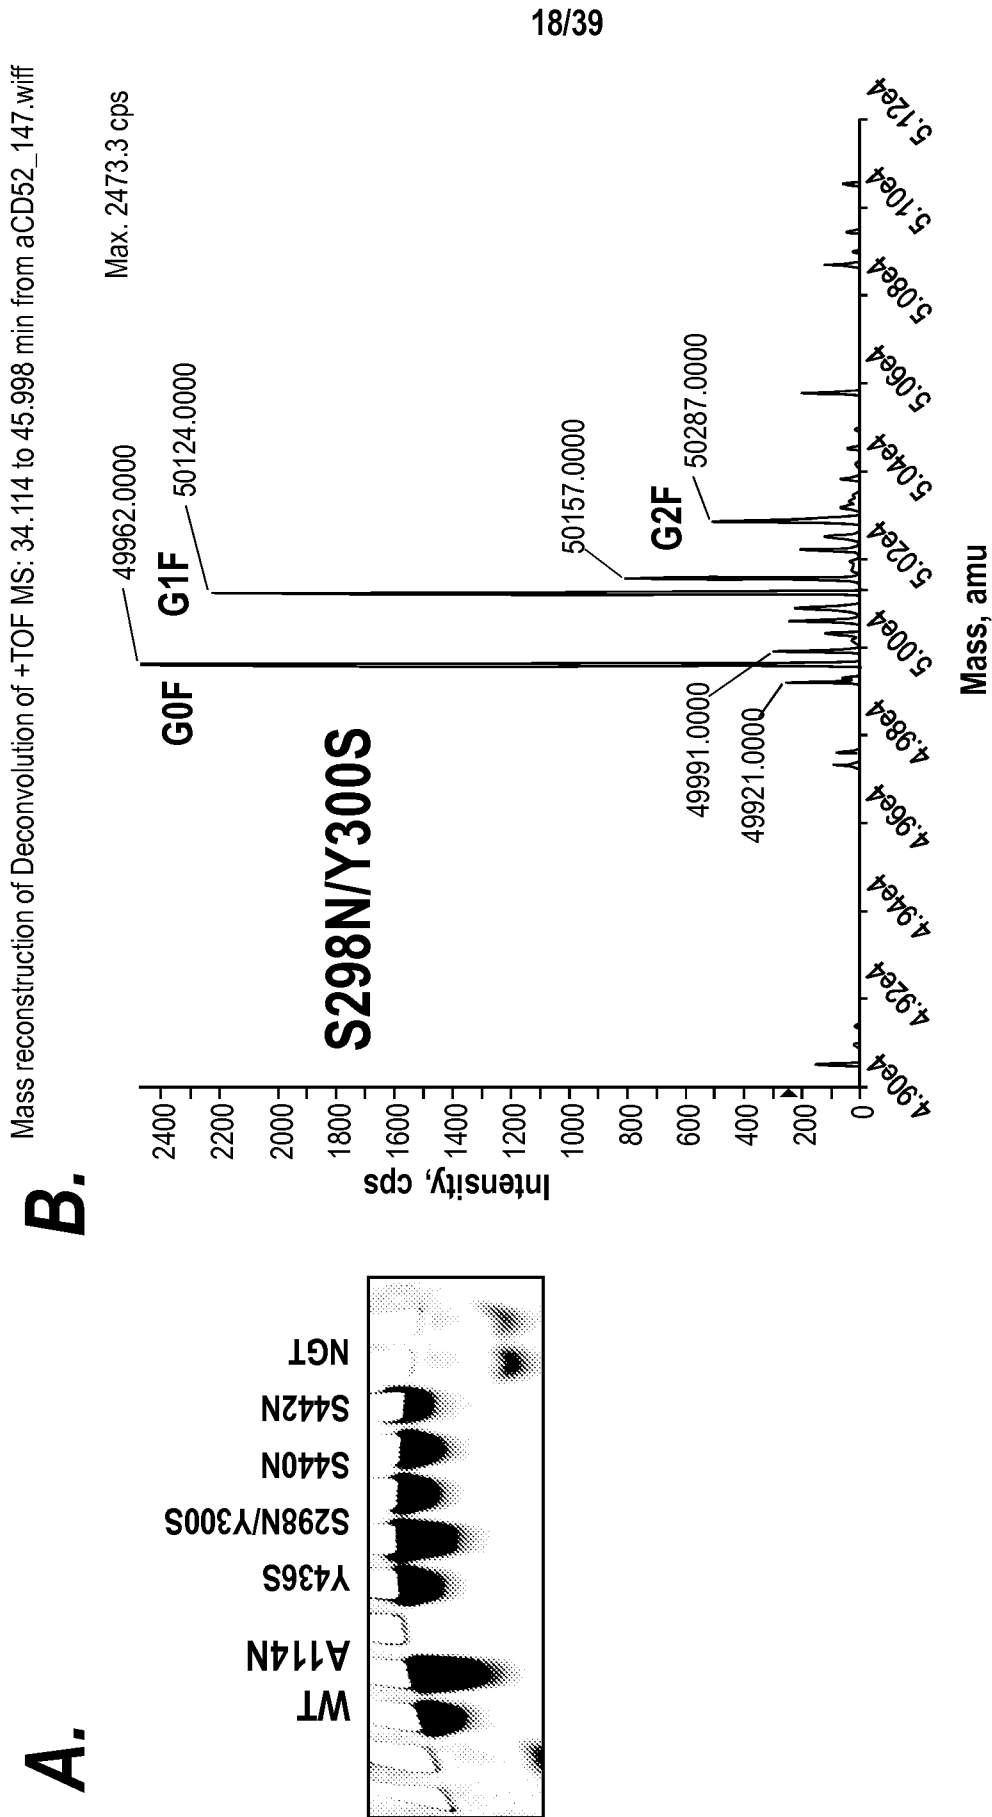 18/39
A.
WT
A114N
Y436S
S298N/Y300S
S440N
S442N
NGT
B.
Mass reconstruction of Deconvolution of +TOF MS: 34.114 to 45.998 min from aCD52_147.wiff
Max. 2473.3 cps
S298N/Y300S
G0F
49962.0000
G1F
50124.0000
50157.0000
G2F
50287.0000
49991.0000
49921.0000
Intensity, cps
2400
2200
2000
1800
1600
1400
1200
1000
800
600
400
200
0
4.90e4
4.92e4
4.94e4
4.96e4
4.98e4
5.00e4
5.02e4
5.04e4
5.06e4
5.08e4
5.10e4
5.12e4
Mass, amu